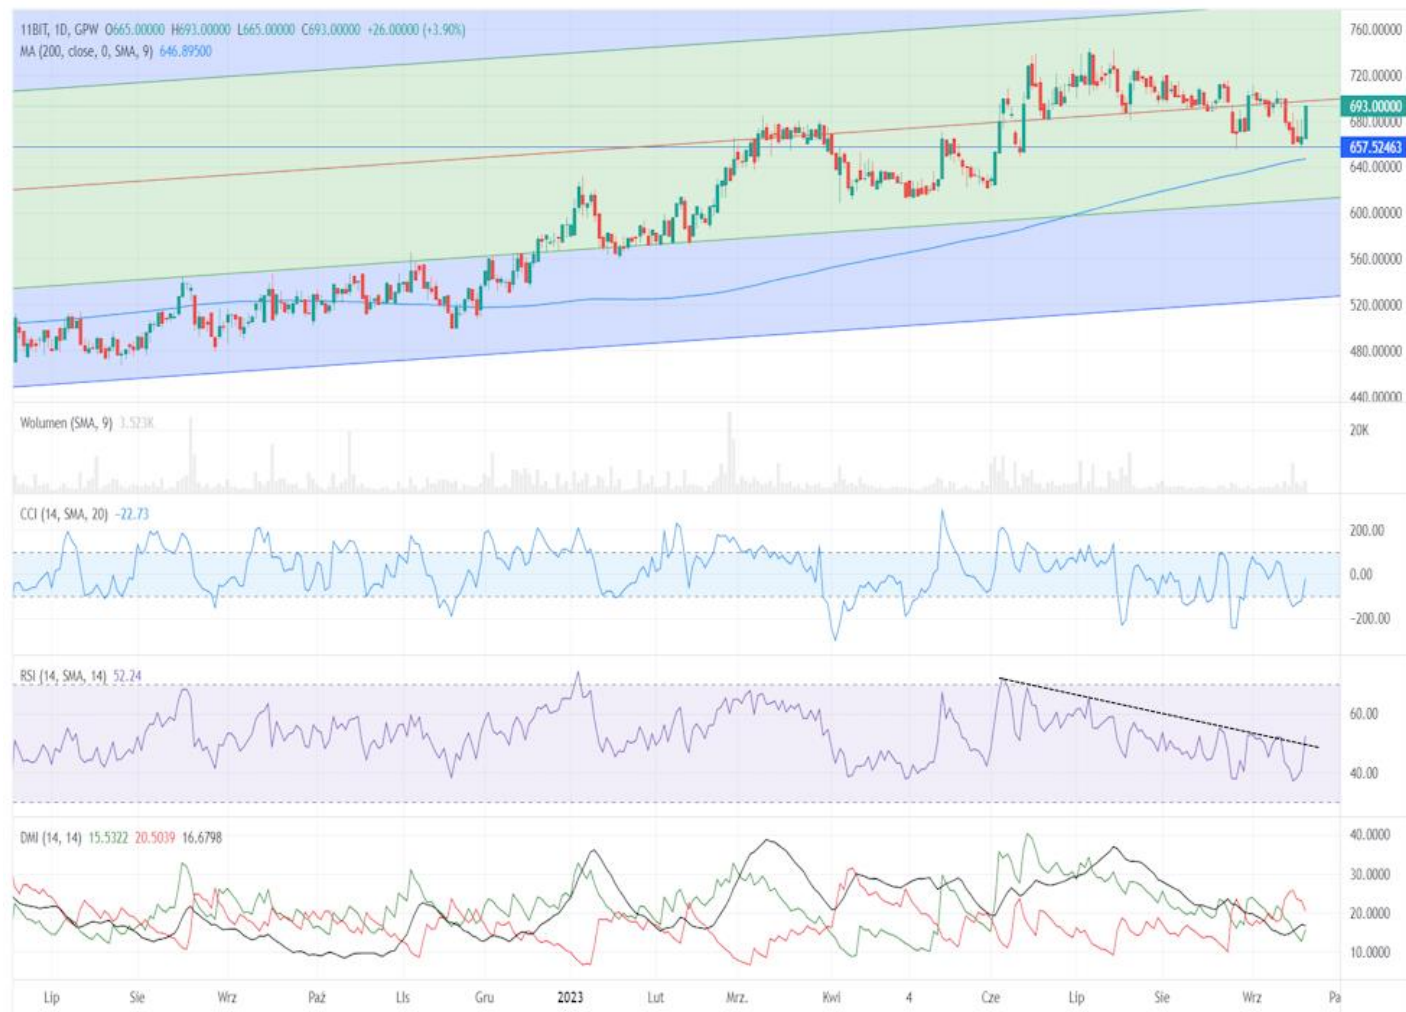 11BIT, 1D, GPW O665.00000 H693.00000 L665.00000 C693.00000 +26.00000 (+3.90%)
MA (200, close, 0, SMA, 9) 646.89500
760.00000
720.00000
693.00000
680.00000
657.52463
640.00000
600.00000
560.00000
520.00000
480.00000
440.00000
Wolumen (SMA, 9) 3.523K
20K
CCI (14, SMA, 20) −22.73
200.00
0.00
−200.00
RSI (14, SMA, 14) 52.24
60.00
40.00
DMI (14, 14) 15.5322 20.5039 16.6798
40.0000
30.0000
20.0000
10.0000
Lip Sie Wrz Paź LIs Gru 2023 Lut Mrz. Kwi 4 Cze Lip Sie Wrz Pa